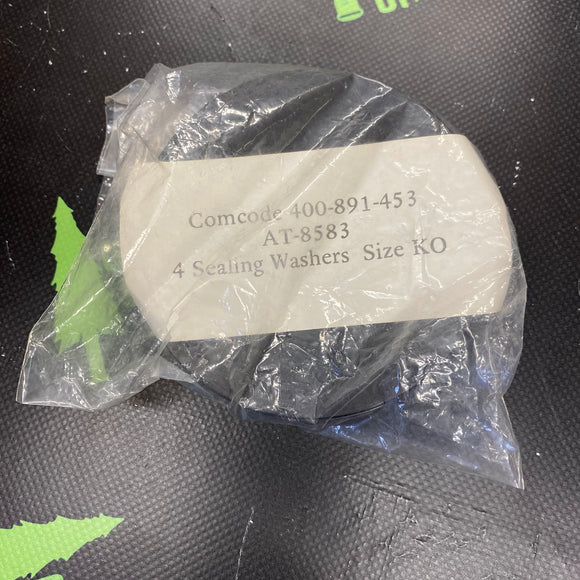 Comcode 400-891-453
AT-8583
4 Sealing Washers Size KO